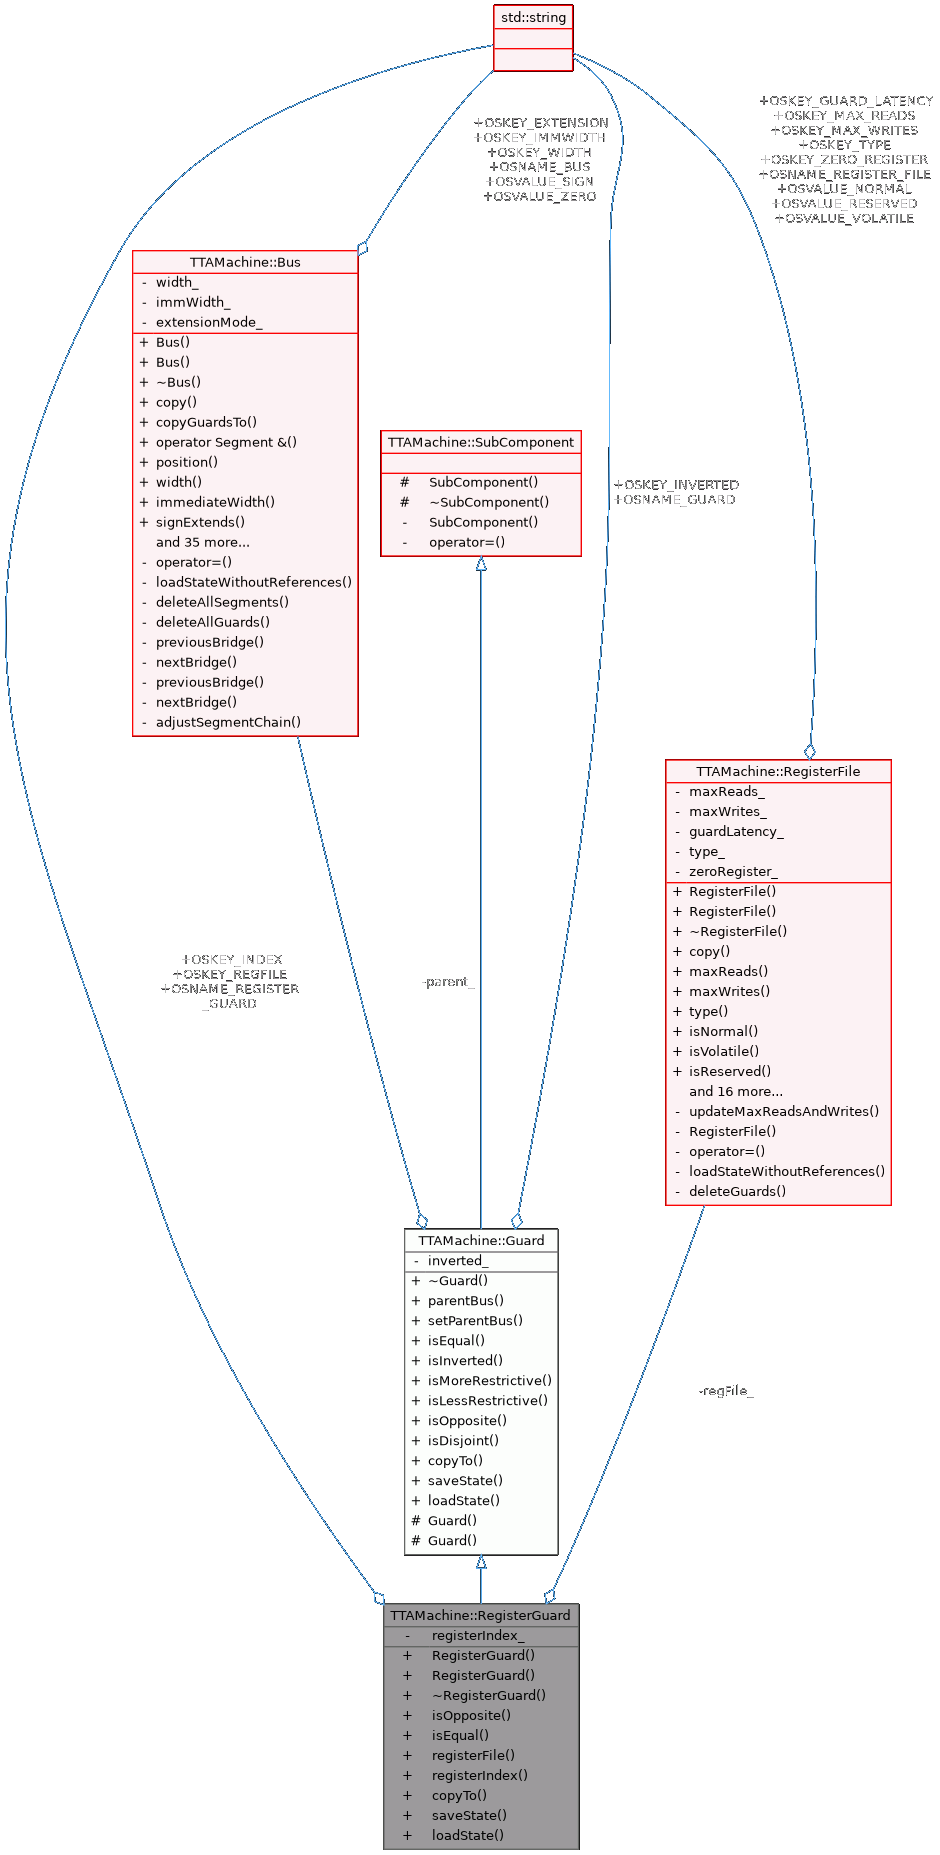 std::string
+OSKEY_GUARD_LATENCY
+OSKEY_MAX_READS
+OSKEY_MAX_WRITES
+OSKEY_TYPE
+OSKEY_ZERO_REGISTER
+OSNAME_REGISTER_FILE
+OSVALUE_NORMAL
+OSVALUE_RESERVED
+OSVALUE_VOLATILE
+OSKEY_EXTENSION
+OSKEY_IMMWIDTH
+OSKEY_WIDTH
+OSNAME_BUS
+OSVALUE_SIGN
+OSVALUE_ZERO
TTAMachine::Bus
- width_
- immWidth_
- extensionMode_
+ Bus()
+ Bus()
+ ~Bus()
+ copy()
+ copyGuardsTo()
+ operator Segment &()
+ position()
+ width()
+ immediateWidth()
+ signExtends()
and 35 more...
- operator=()
- loadStateWithoutReferences()
- deleteAllSegments()
- deleteAllGuards()
- previousBridge()
- nextBridge()
- previousBridge()
- nextBridge()
- adjustSegmentChain()
TTAMachine::SubComponent
# SubComponent()
# ~SubComponent()
- SubComponent()
- operator=()
+OSKEY_INVERTED
+OSNAME_GUARD
TTAMachine::RegisterFile
- maxReads_
- maxWrites_
- guardLatency_
- type_
- zeroRegister_
+ RegisterFile()
+ RegisterFile()
+ ~RegisterFile()
+ copy()
+ maxReads()
+ maxWrites()
+ type()
+ isNormal()
+ isVolatile()
+ isReserved()
and 16 more...
- updateMaxReadsAndWrites()
- RegisterFile()
- operator=()
- loadStateWithoutReferences()
- deleteGuards()
+OSKEY_INDEX
+OSKEY_REGFILE
+OSNAME_REGISTER
_GUARD
-parent_
TTAMachine::Guard
- inverted_
+ ~Guard()
+ parentBus()
+ setParentBus()
+ isEqual()
+ isInverted()
+ isMoreRestrictive()
+ isLessRestrictive()
+ isOpposite()
+ isDisjoint()
+ copyTo()
+ saveState()
+ loadState()
# Guard()
# Guard()
-regFile_
TTAMachine::RegisterGuard
- registerIndex_
+ RegisterGuard()
+ RegisterGuard()
+ ~RegisterGuard()
+ isOpposite()
+ isEqual()
+ registerFile()
+ registerIndex()
+ copyTo()
+ saveState()
+ loadState()